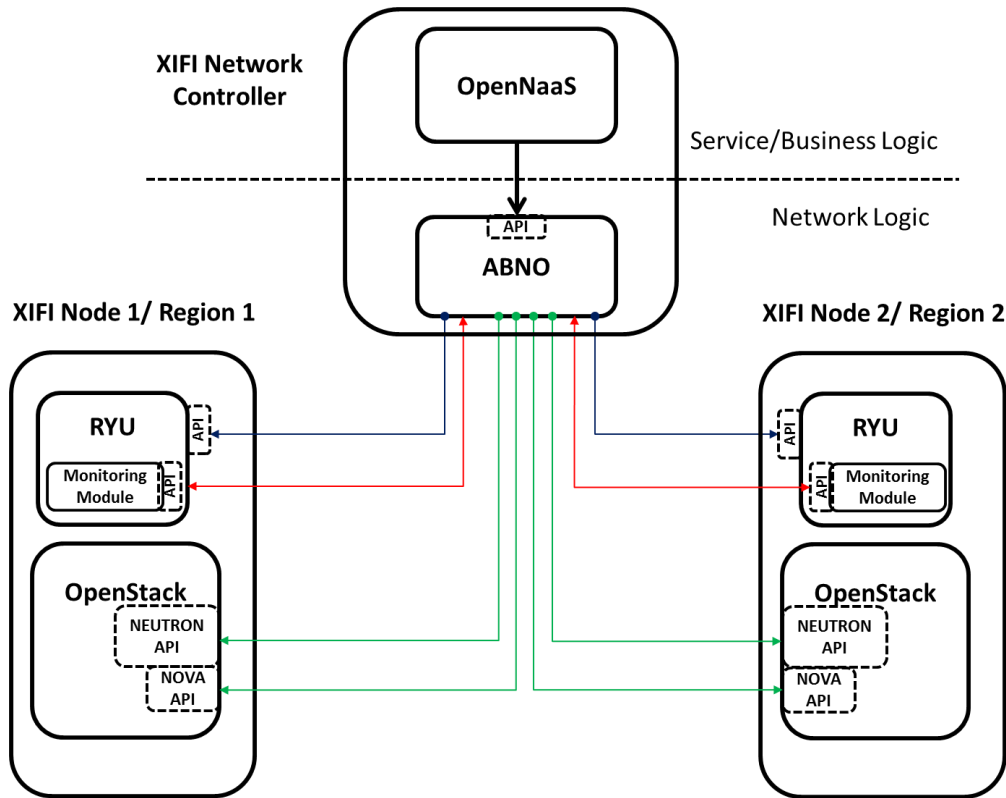 XIFI Network
Controller
OpenNaaS
Service/Business Logic
Network Logic
API
ABNO
XIFI Node 1/ Region 1
RYU
API
Monitoring
Module
API
OpenStack
NEUTRON
API
NOVA
API
XIFI Node 2/ Region 2
API
RYU
API
Monitoring
Module
OpenStack
NEUTRON
API
NOVA
API